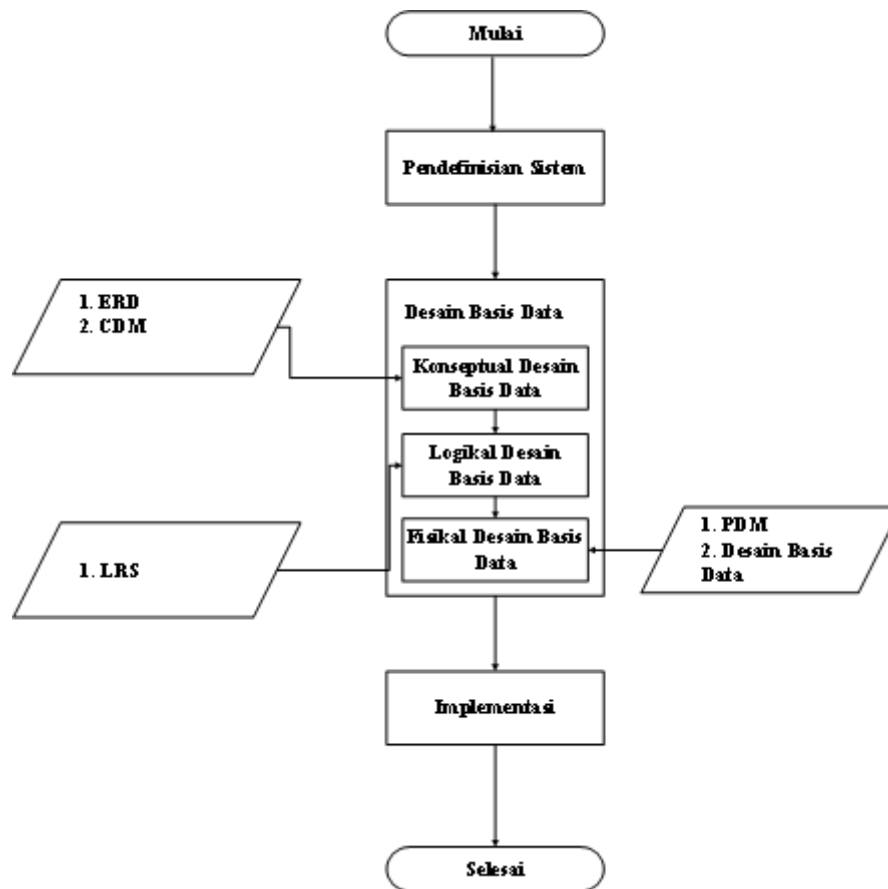 Mulai
Pendefinisian Sistem
1. ERD
2. CDM
Desain Basis Data
Konseptual Desain
Basis Data
Logikal Desain
Basis Data
Fisikal Desain Basis
Data
1. PDM
2. Desain Basis
Data
1. LRS
Implementasi
Selesai